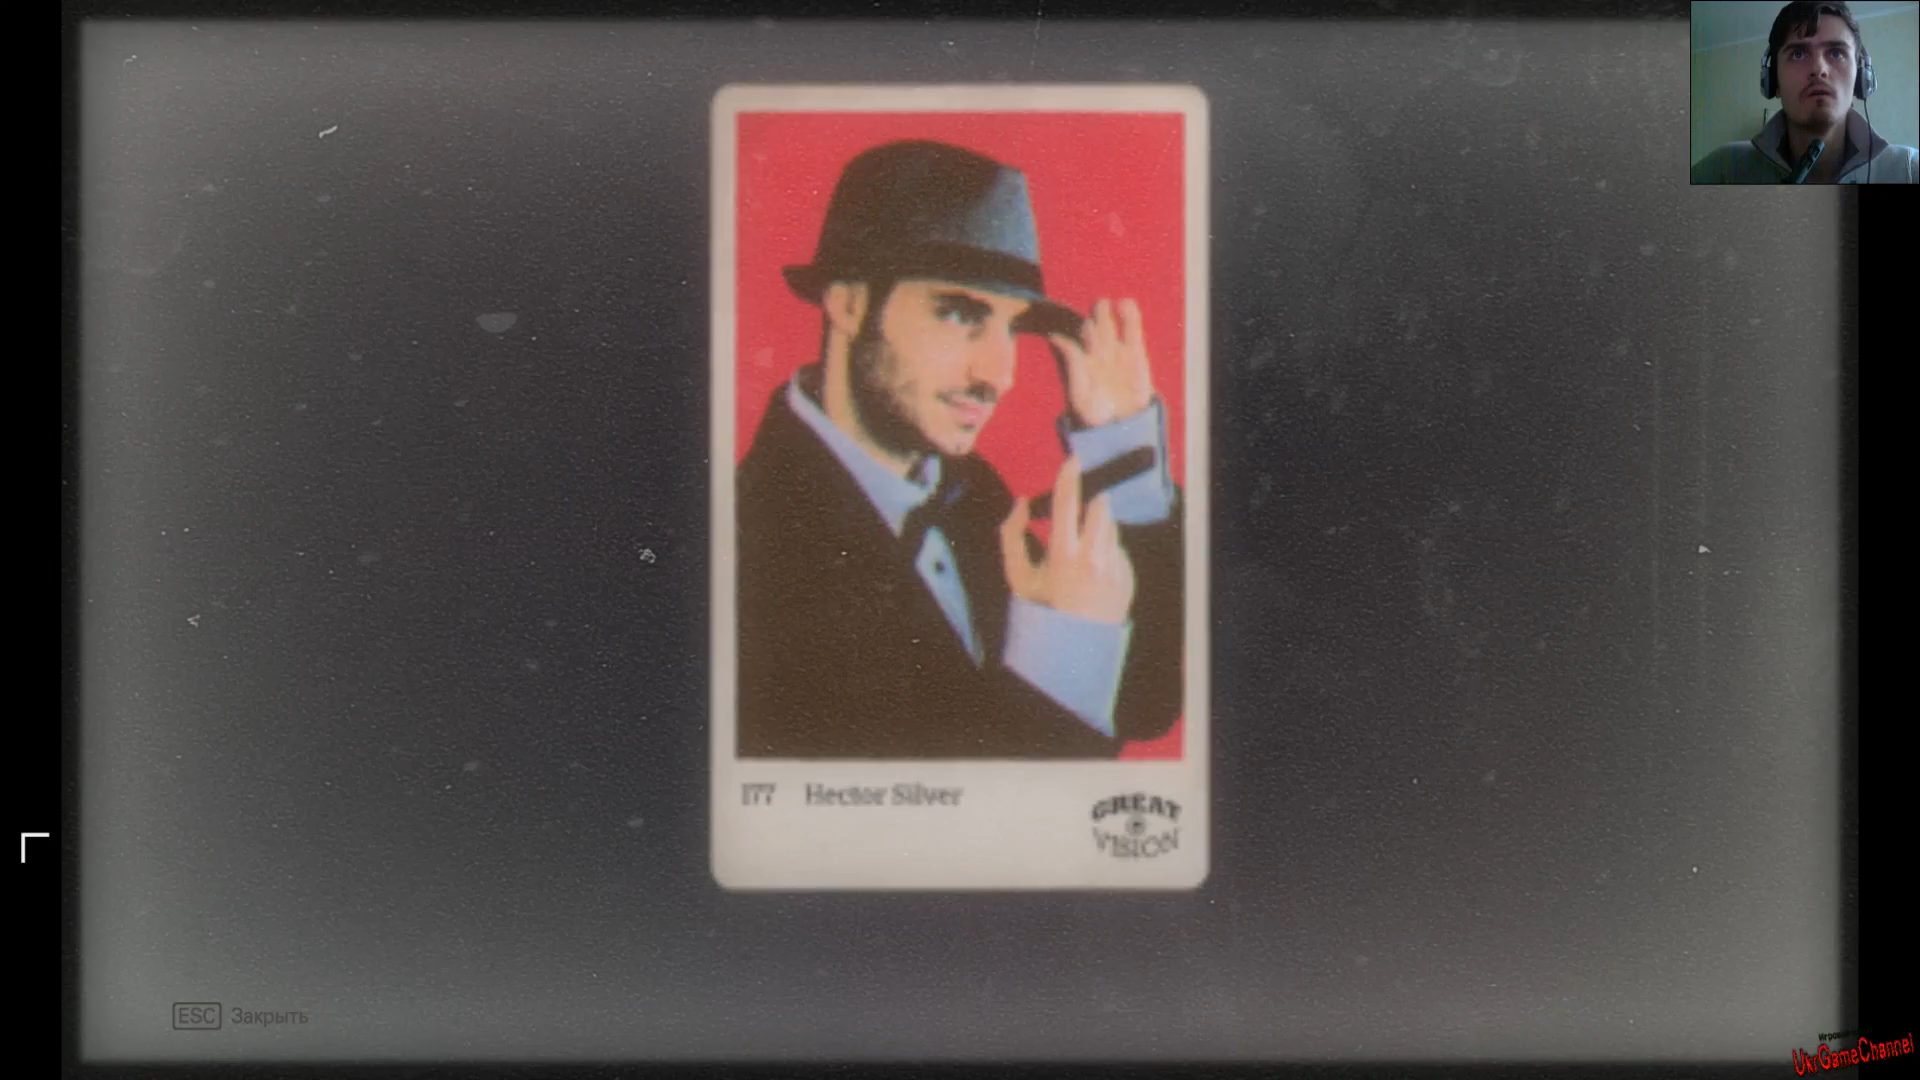 177 Hector Silver
GREAT
VISION
ESC Закрыть
UkrGameChannel